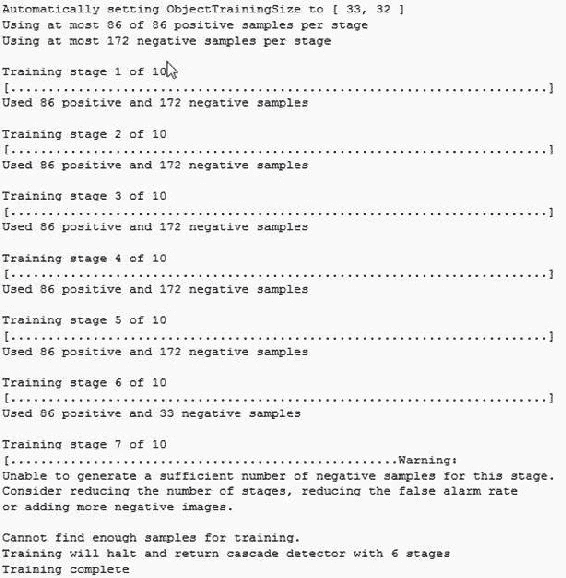 Automatically setting ObjectTrainingSize to [ 33, 32 ]
Using at most 86 of 86 positive samples per stage
Using at most 172 negative samples per stage
Training stage 1 of 10
[...............................................................................]
Used 86 positive and 172 negative samples
Training stage 2 of 10
[...............................................................................]
Used 86 positive and 172 negative samples
Training stage 3 of 10
[...............................................................................]
Used 86 positive and 172 negative samples
Training stage 4 of 10
[...............................................................................]
Used 86 positive and 172 negative samples
Training stage 5 of 10
[...............................................................................]
Used 86 positive and 172 negative samples
Training stage 6 of 10
[...............................................................................]
Used 86 positive and 33 negative samples
Training stage 7 of 10
[.........................................................Warning:
Unable to generate a sufficient number of negative samples for this stage.
Consider reducing the number of stages, reducing the false alarm rate
or adding more negative images.
Cannot find enough samples for training.
Training will halt and return cascade detector with 6 stages
Training complete